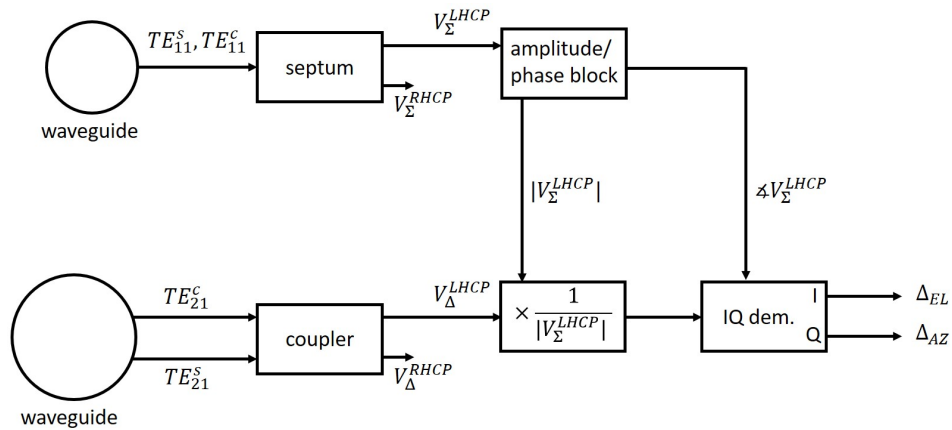 TE₁₁ˢ, TE₁₁ᶜ
waveguide
septum
V_Σ^LHCP
V_Σ^RHCP
amplitude/
phase block
|V_Σ^LHCP|
∡V_Σ^LHCP
TE₂₁ᶜ
TE₂₁ˢ
waveguide
coupler
V_Δ^LHCP
V_Δ^RHCP
× 1/|V_Σ^LHCP|
IQ dem.
I
Q
Δ_EL
Δ_AZ